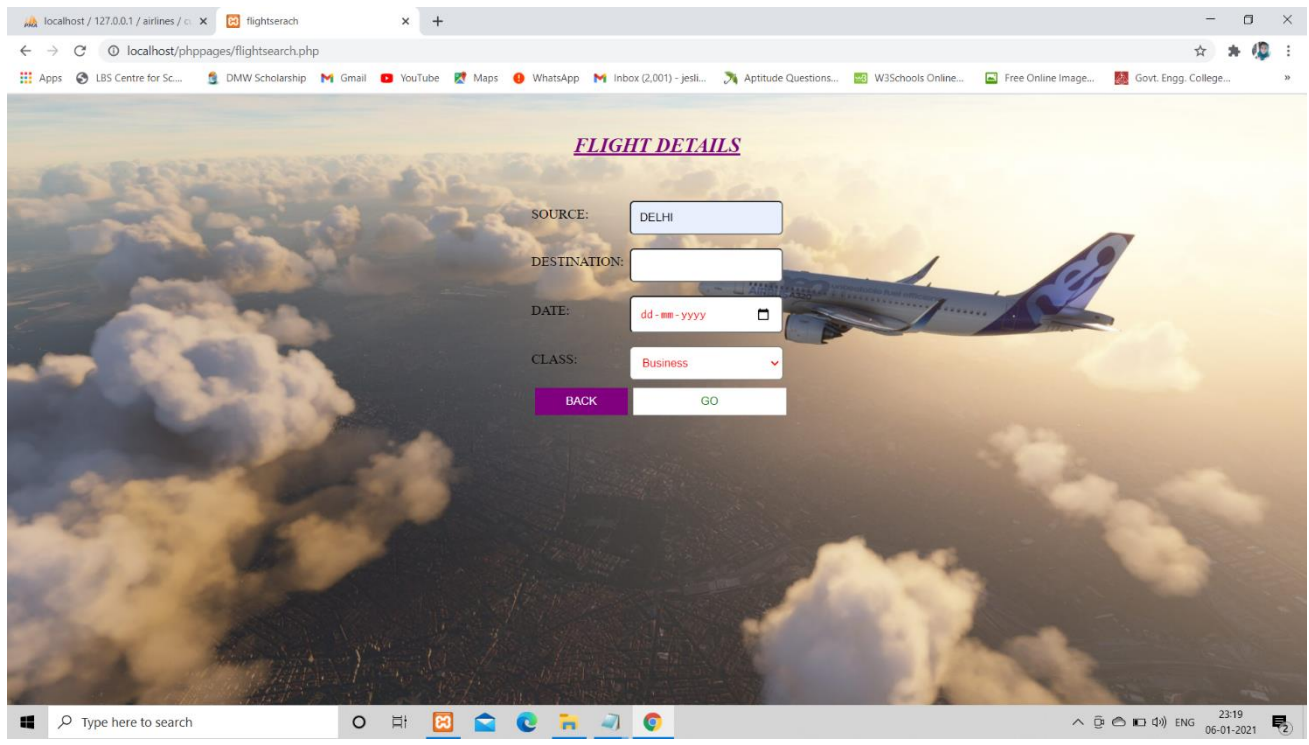 localhost / 127.0.0.1 / airlines / cu
flightserach
localhost/phppages/flightsearch.php
Apps LBS Centre for Sc.... DMW Scholarship Gmail YouTube Maps WhatsApp Inbox (2,001) - jesli... Aptitude Questions... W3Schools Online... Free Online Image... Govt. Engg. College... »
FLIGHT DETAILS
SOURCE: DELHI
DESTINATION:
DATE: dd-mm-yyyy
CLASS: Business
BACK GO
Type here to search
ENG
23:19
06-01-2021
2